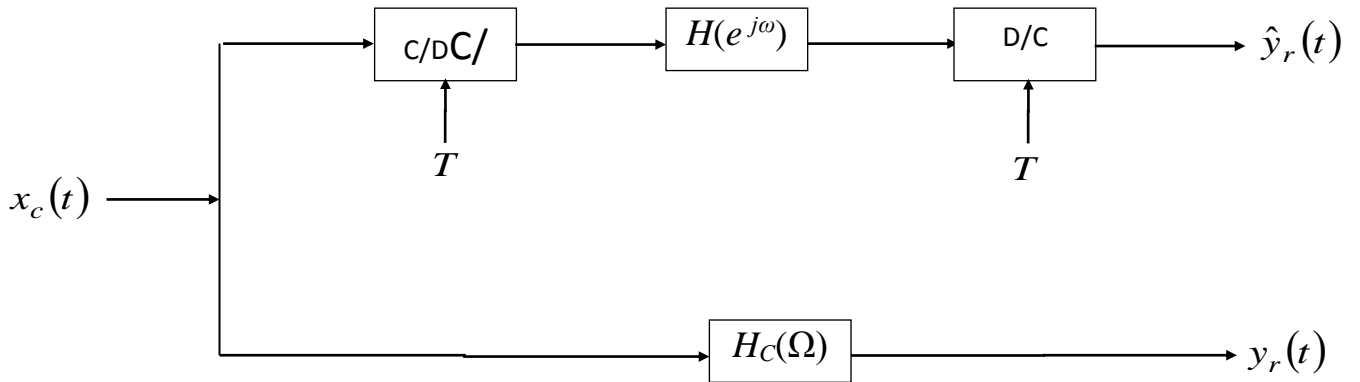 C/DC/
H(e^{jω})
D/C
ŷ_r(t)
T
T
x_c(t)
H_C(Ω)
y_r(t)